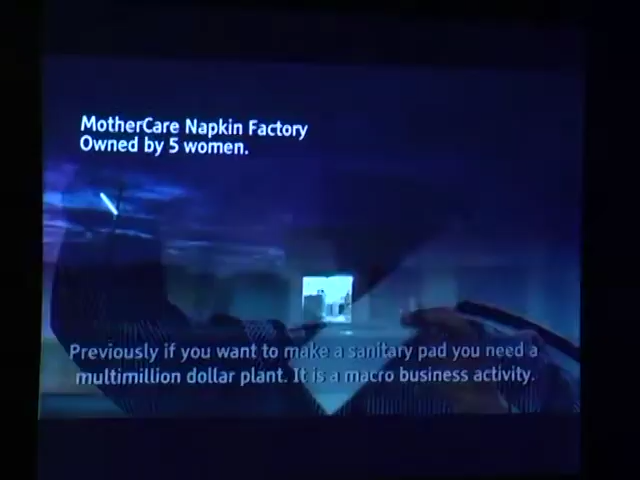 MotherCare Napkin Factory
Owned by 5 women.
Previously if you want to make a sanitary pad you need a
multimillion dollar plant. It is a macro business activity.